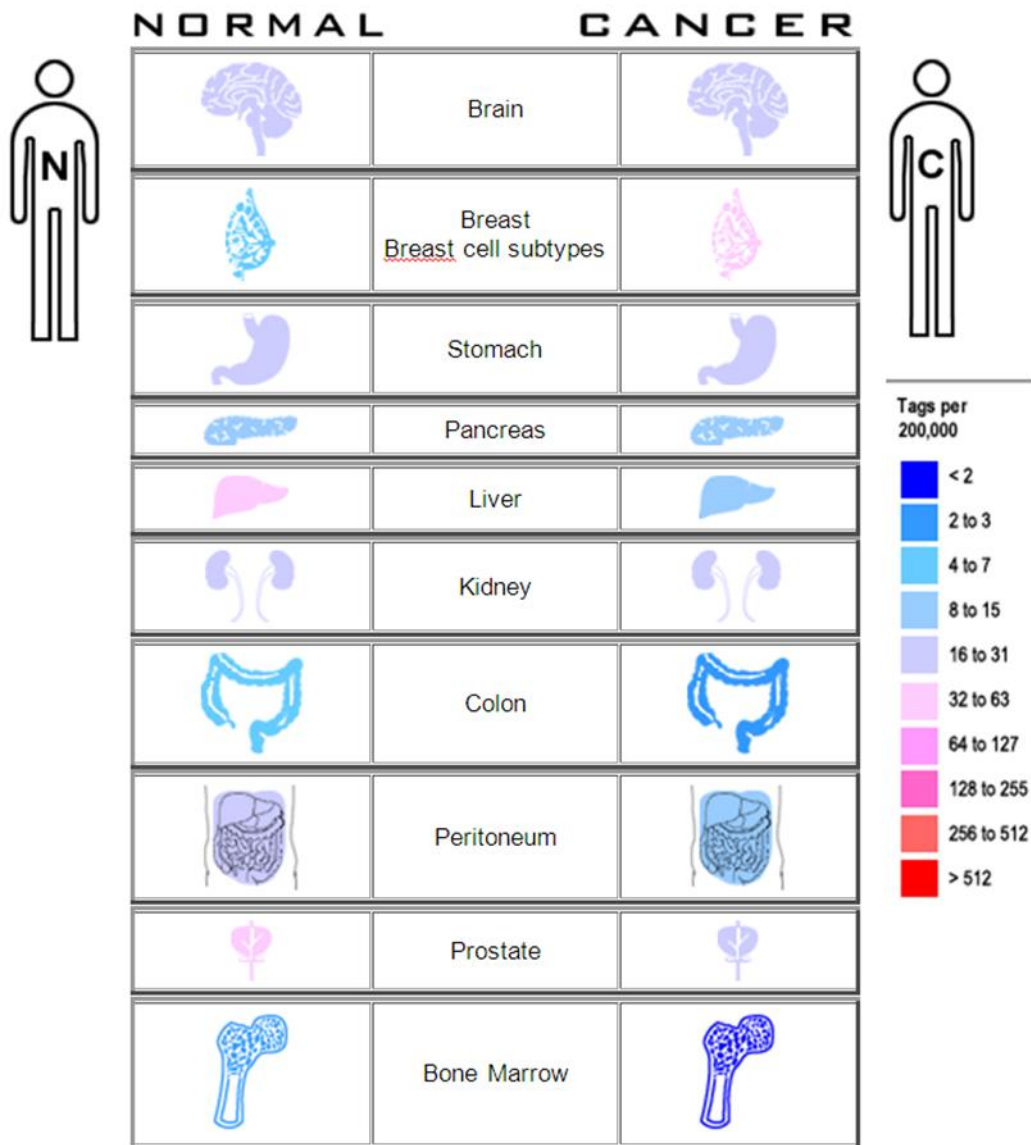 NORMAL CANCER
N
C
Brain
Breast
Breast cell subtypes
Stomach
Pancreas
Liver
Kidney
Colon
Peritoneum
Prostate
Bone Marrow
Tags per
200,000
< 2
2 to 3
4 to 7
8 to 15
16 to 31
32 to 63
64 to 127
128 to 255
256 to 512
> 512